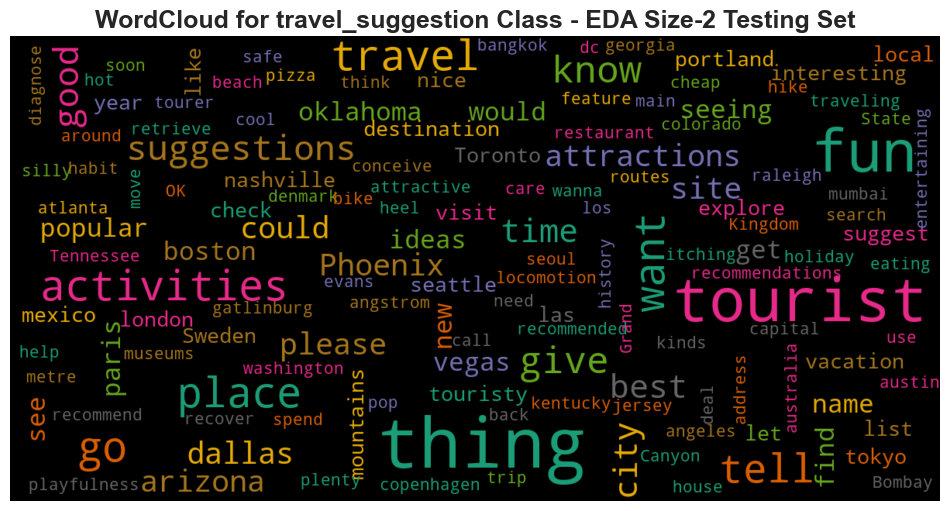 WordCloud for travel_suggestion Class - EDA Size-2 Testing Set
diagnose soon good hot like safe travel bangkok dc georgia portland local
year tourer beach pizza think nice know cheap interesting hike
around retrieve cool oklahoma would feature main seeing traveling State
silly habit suggestions destination restaurant colorado fun entertaining
move OK nashville conceive Toronto attractions routes raleigh mumbai
atlanta denmark bike attractive care wanna site
popular check could heel visit los explore Kingdom search suggest
Tennessee boston ideas time want get itching holiday eating
activities Phoenix seoul locomotion history recommendations tourist
mexico gatlinburg evans seattle angstrom need las
london new call recommended Grand kinds capital use
help paris Sweden museums please vegas give vacation
metre washington touristy best deal address australia austin
see recommend place recover spend mountains pop back kentucky jersey name
go dallas thing city angeles let find list
playfulness arizona plenty copenhagen trip Canyon house tell tokyo Bombay